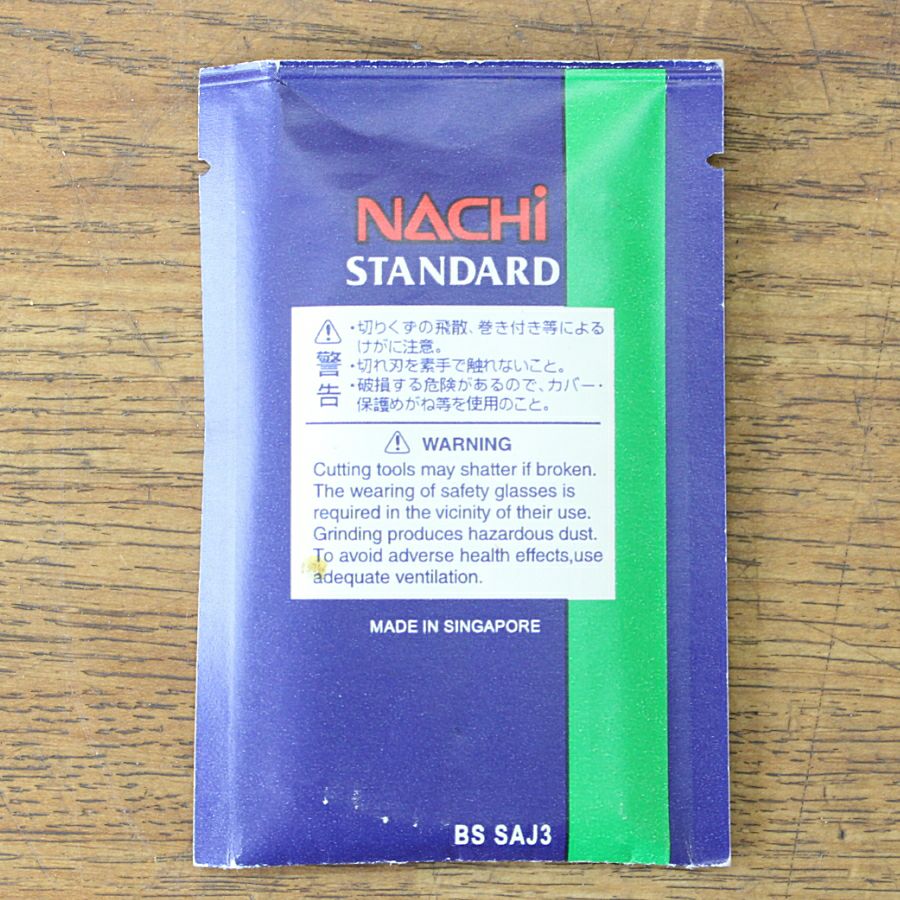 NACHi
STANDARD
・切りくずの飛散、巻き付き等による
けがに注意。
警告
・切れ刃を素手で触れないこと。
・破損する危険があるので、カバー・
保護めがね等を使用のこと。
WARNING
Cutting tools may shatter if broken.
The wearing of safety glasses is
required in the vicinity of their use.
Grinding produces hazardous dust.
To avoid adverse health effects,use
adequate ventilation.
MADE IN SINGAPORE
BS SAJ3